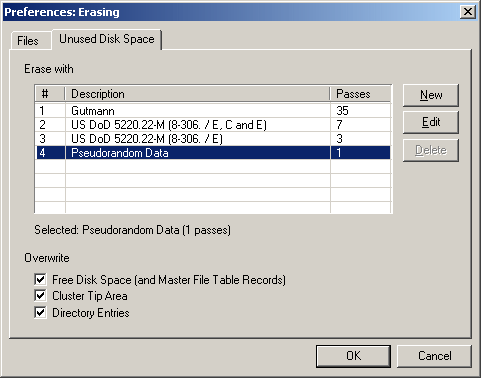 Preferences: Erasing
Files Unused Disk Space
Erase with
# Description Passes
1 Gutmann 35
2 US DoD 5220.22-M (8-306. / E, C and E) 7
3 US DoD 5220.22-M (8-306. / E) 3
4 Pseudorandom Data 1
New
Edit
Delete
Selected: Pseudorandom Data (1 passes)
Overwrite
Free Disk Space (and Master File Table Records)
Cluster Tip Area
Directory Entries
OK Cancel